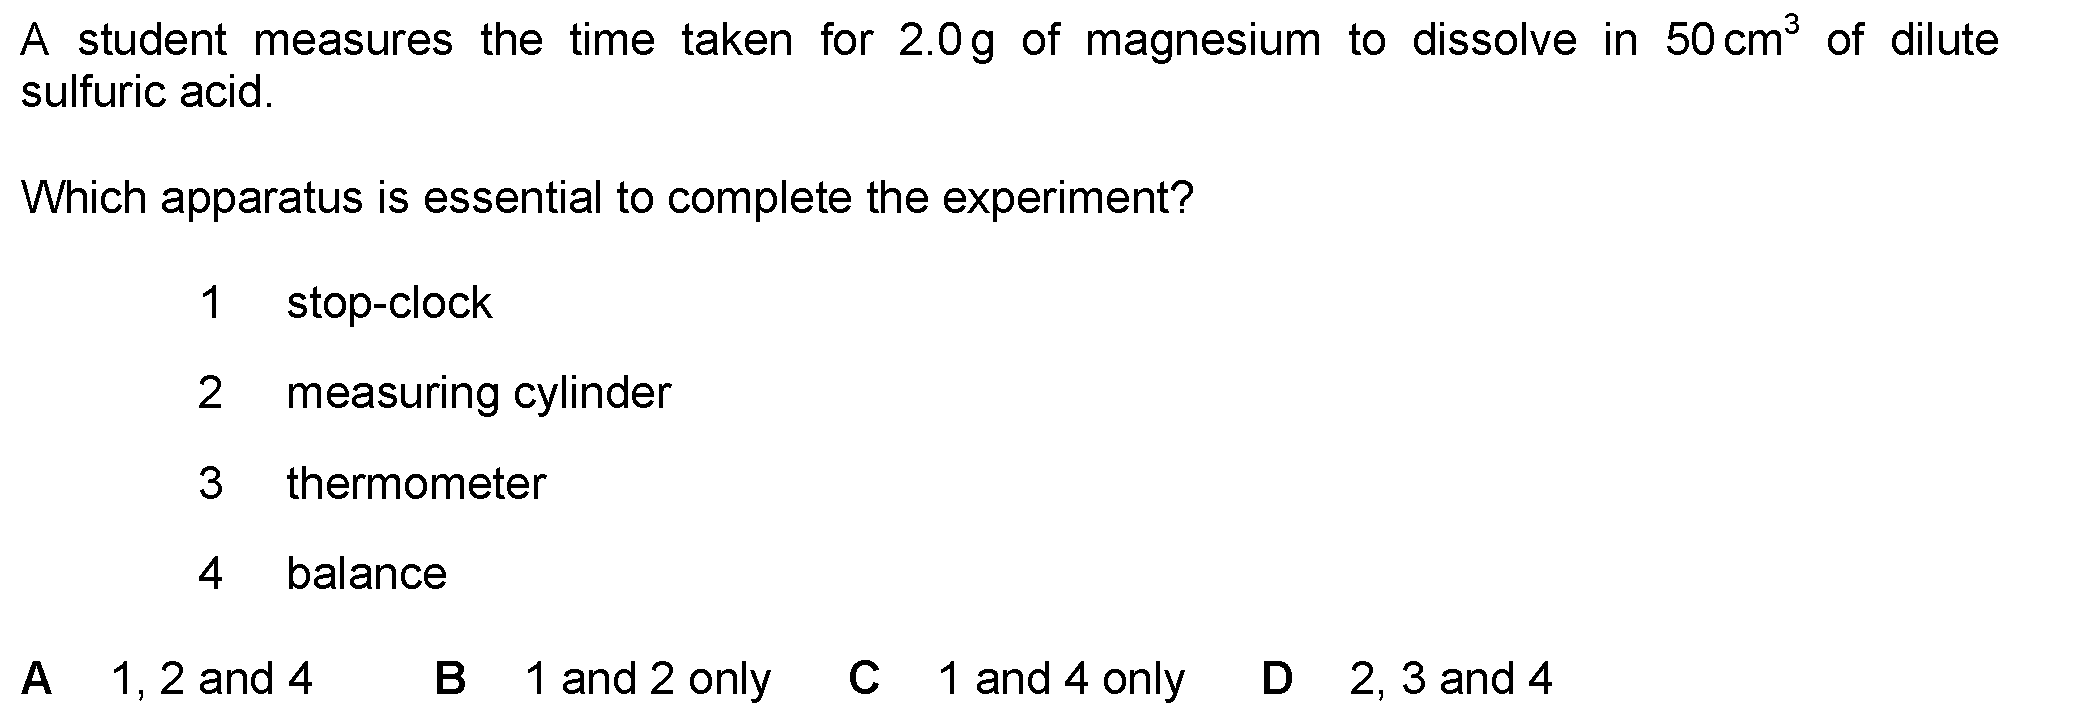 A student measures the time taken for 2.0 g of magnesium to dissolve in 50 cm³ of dilute
sulfuric acid.
Which apparatus is essential to complete the experiment?
1 stop-clock
2 measuring cylinder
3 thermometer
4 balance
A 1, 2 and 4 B 1 and 2 only C 1 and 4 only D 2, 3 and 4